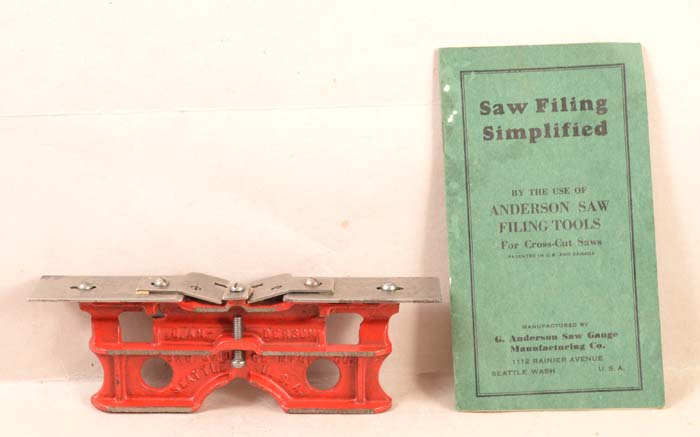 Saw Filing
Simplified
BY THE USE OF
ANDERSON SAW
FILING TOOLS
For Cross-Cut Saws
PATENTED IN U.S. AND CANADA
MANUFACTURED BY
G. Anderson Saw Gauge
Manufacturing Co.
1112 RAINIER AVENUE
SEATTLE WASH. U.S.A.
SEATTLE